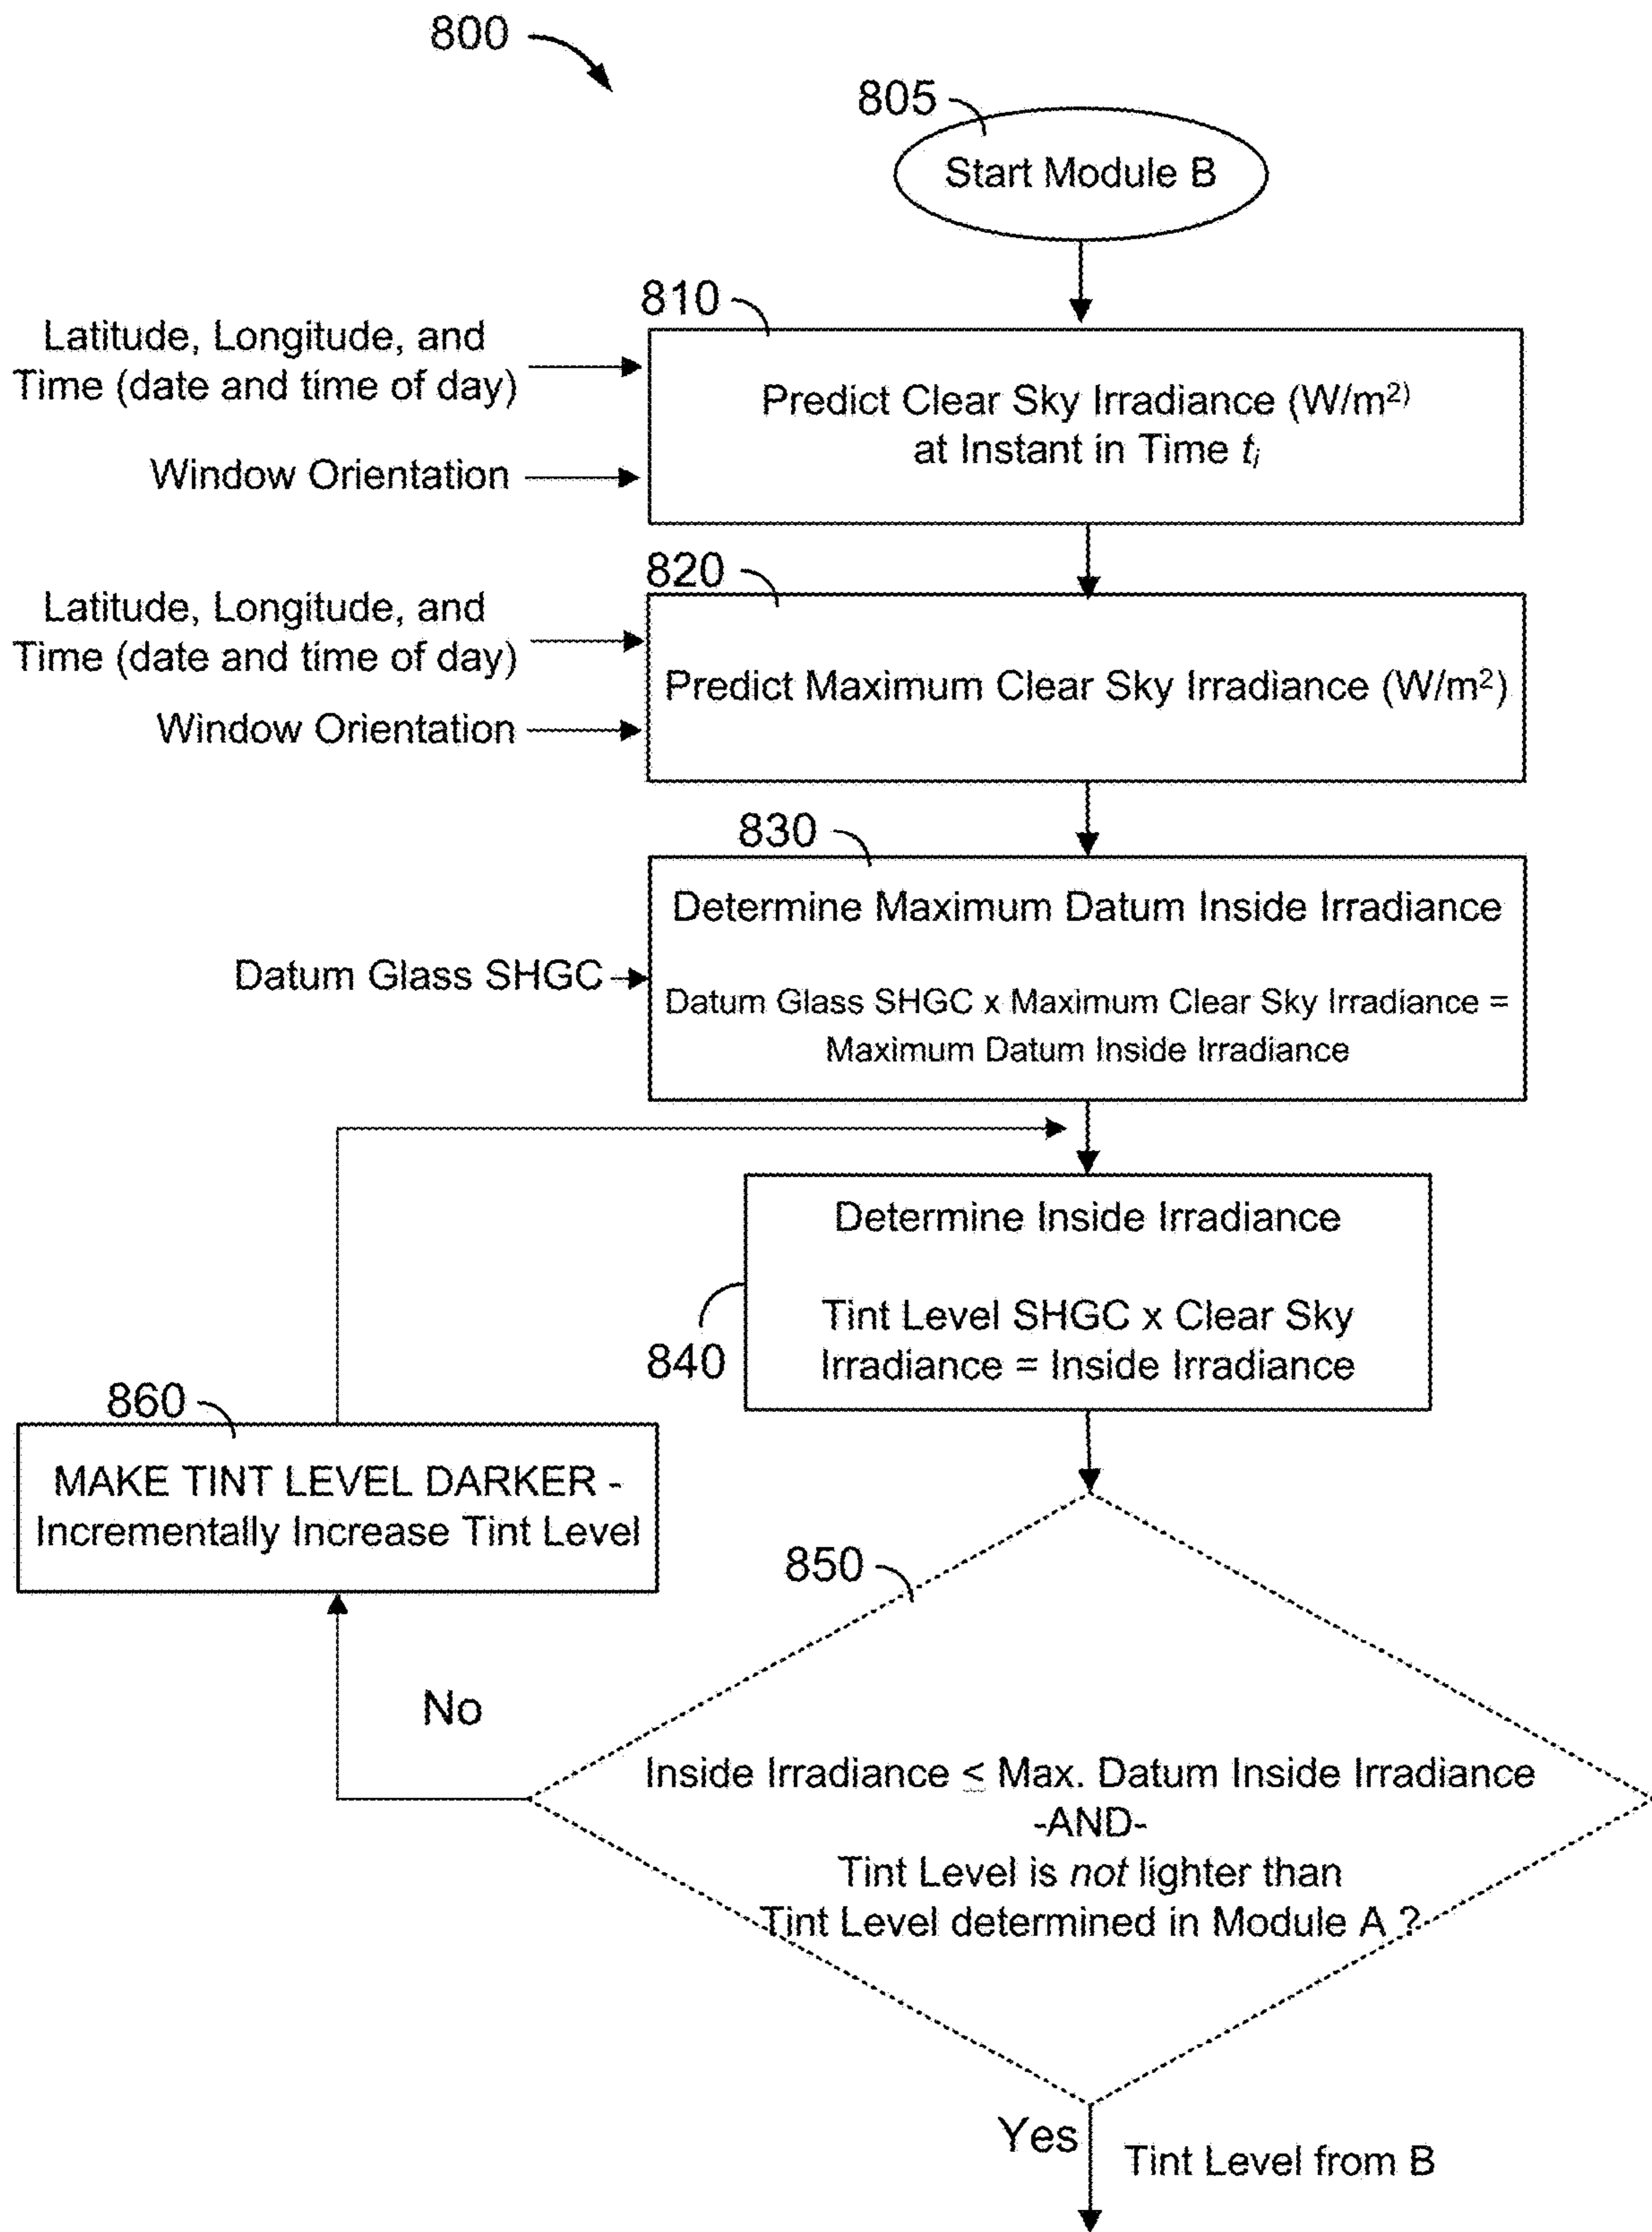 800
805
Start Module B
810
Latitude, Longitude, and
Time (date and time of day)
Window Orientation
Predict Clear Sky Irradiance (W/m²⁾
at Instant in Time tᵢ
820
Latitude, Longitude, and
Time (date and time of day)
Window Orientation
Predict Maximum Clear Sky Irradiance (W/m²)
830
Determine Maximum Datum Inside Irradiance
Datum Glass SHGC
Datum Glass SHGC x Maximum Clear Sky Irradiance =
Maximum Datum Inside Irradiance
Determine Inside Irradiance
Tint Level SHGC x Clear Sky
Irradiance = Inside Irradiance
840
860
MAKE TINT LEVEL DARKER -
Incrementally Increase Tint Level
850
No
Inside Irradiance ≤ Max. Datum Inside Irradiance
-AND-
Tint Level is not lighter than
Tint Level determined in Module A ?
Yes
Tint Level from B